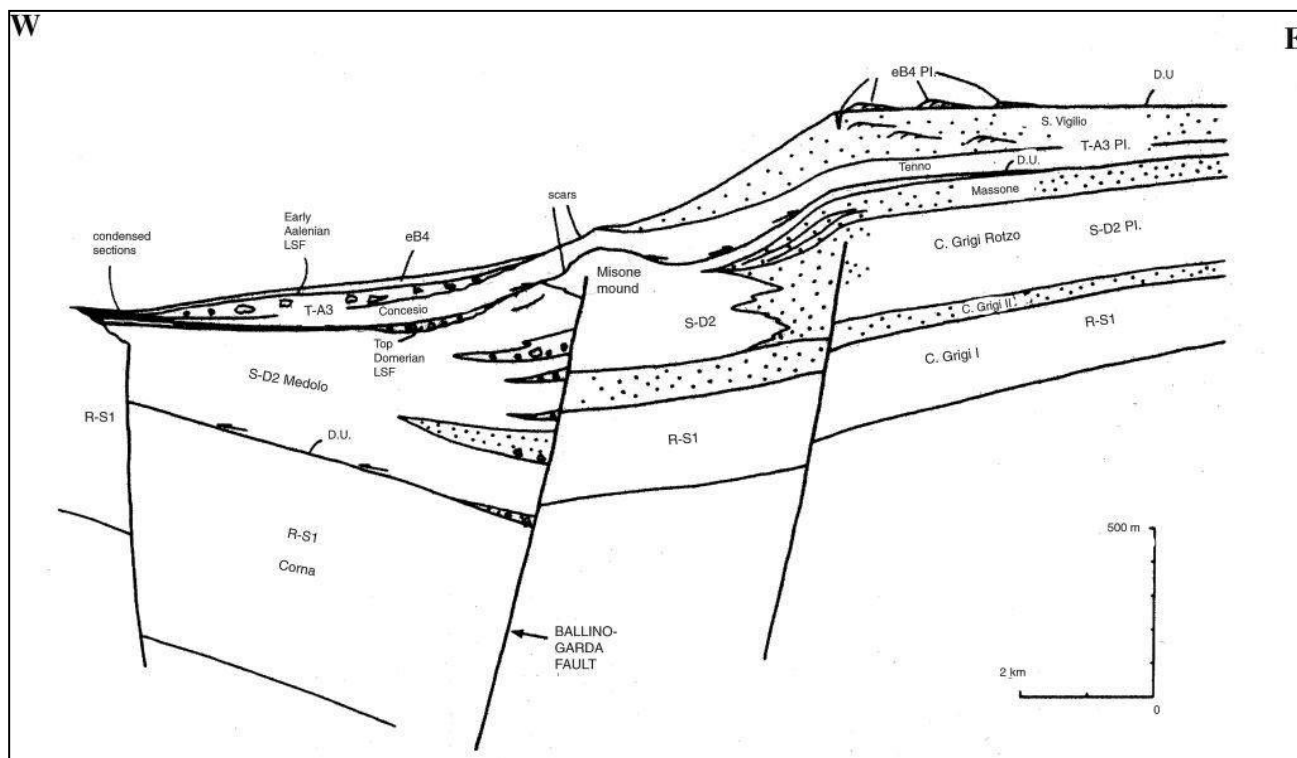 W
E
eB4 Pl.
D.U
S. Vigilio
T-A3 Pl.
Tenno
D.U.
Massone
scars
Early
Aalenian
LSF
eB4
condensed
sections
C. Grigi Rotzo
S-D2 Pl.
Misone
mound
T-A3
Concesio
S-D2
C. Grigi II
Top
Domerian
LSF
R-S1
C. Grigi I
S-D2 Medolo
R-S1
D.U.
R-S1
R-S1
Corna
500 m
BALLINO-
GARDA
FAULT
2 km
0